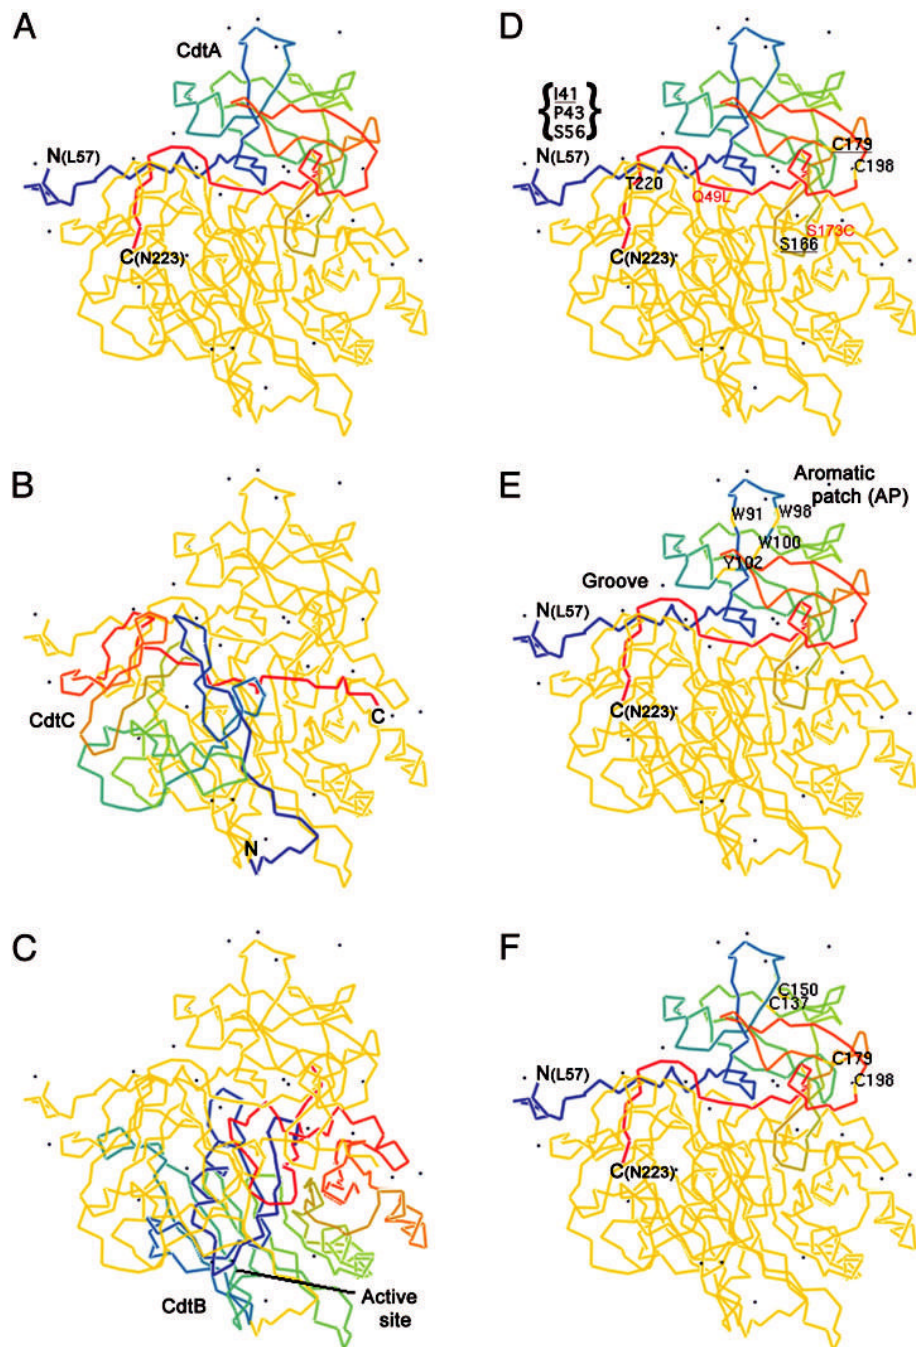 A
CdtA
N(L57)
C(N223)
B
CdtC
C
N
C
CdtB
Active
site
D
{I41
P43
S56}
N(L57)
C179
C198
T220
Q49L
S173C
S166
C(N223)
E
Aromatic
patch (AP)
W91
W98
W100
Y102
Groove
N(L57)
C(N223)
F
C150
C137
C179
C198
N(L57)
C(N223)